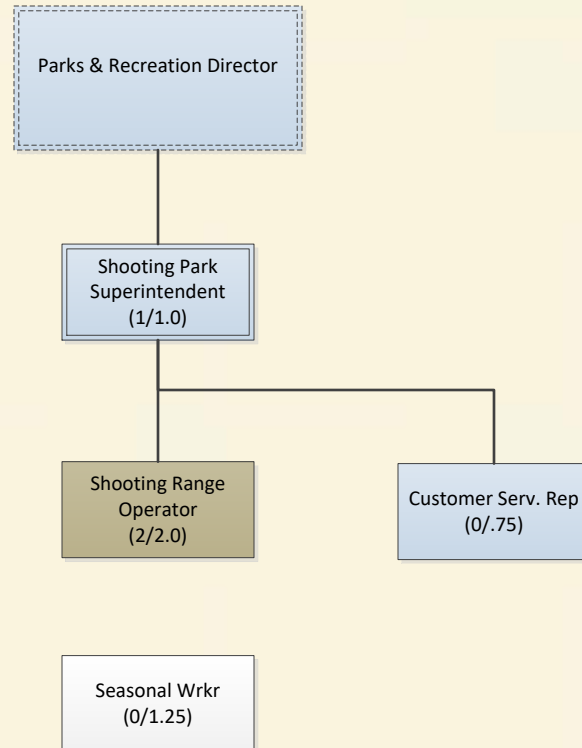 Parks & Recreation Director
Shooting Park
Superintendent
(1/1.0)
Shooting Range
Operator
(2/2.0)
Customer Serv. Rep
(0/.75)
Seasonal Wrkr
(0/1.25)